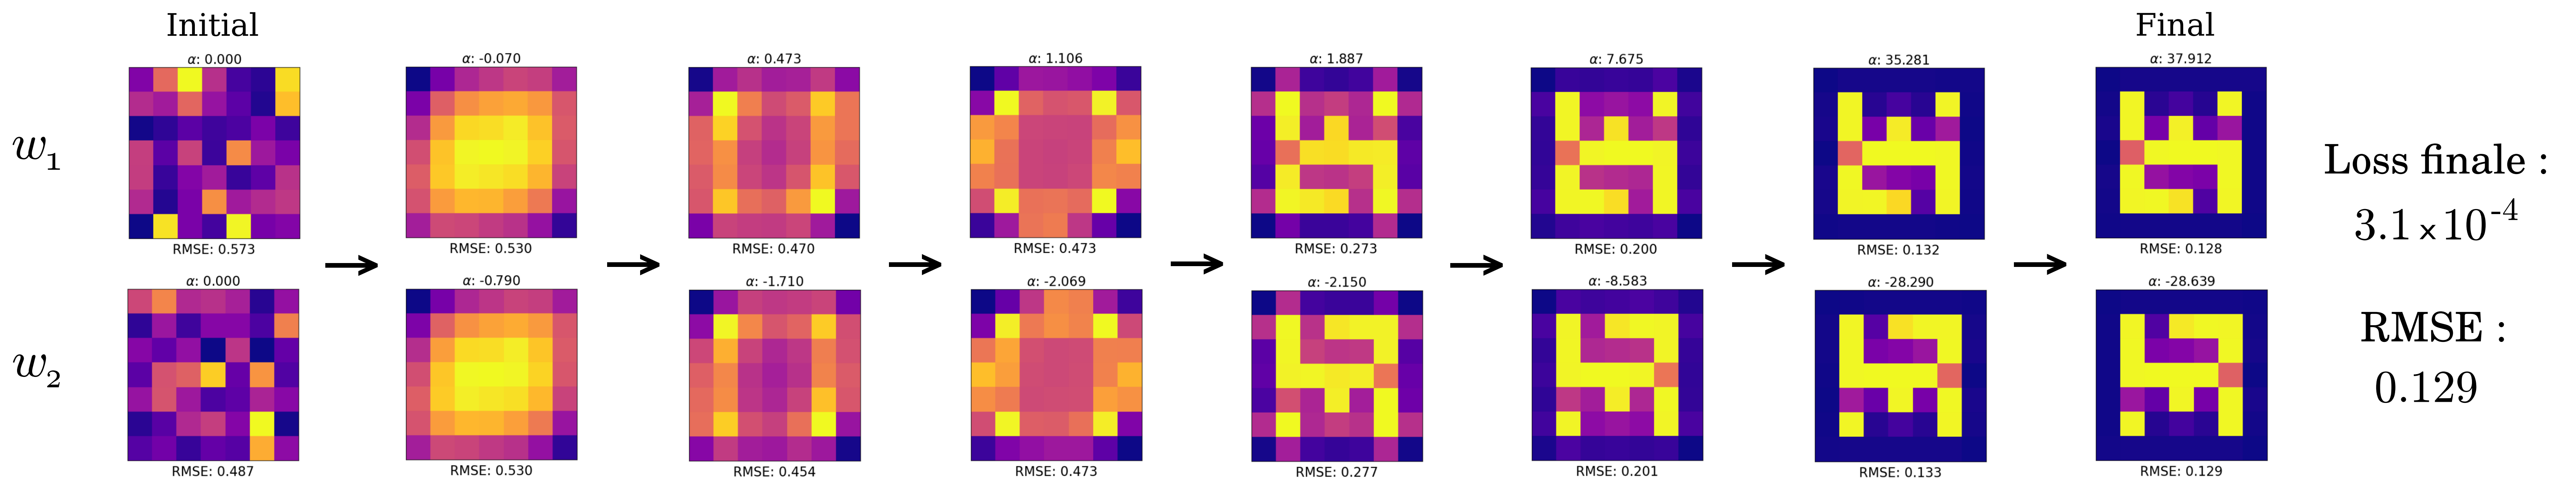 Initial
Final
α: 0.000
α: -0.070
α: 0.473
α: 1.106
α: 1.887
α: 7.675
α: 35.281
α: 37.912
w₁
RMSE: 0.573
RMSE: 0.530
RMSE: 0.470
RMSE: 0.473
RMSE: 0.273
RMSE: 0.200
RMSE: 0.132
RMSE: 0.128
α: 0.000
α: -0.790
α: -1.710
α: -2.069
α: -2.150
α: -8.583
α: -28.290
α: -28.639
w₂
RMSE: 0.487
RMSE: 0.530
RMSE: 0.454
RMSE: 0.473
RMSE: 0.277
RMSE: 0.201
RMSE: 0.133
RMSE: 0.129
Loss finale :
3.1×10⁻⁴
RMSE :
0.129